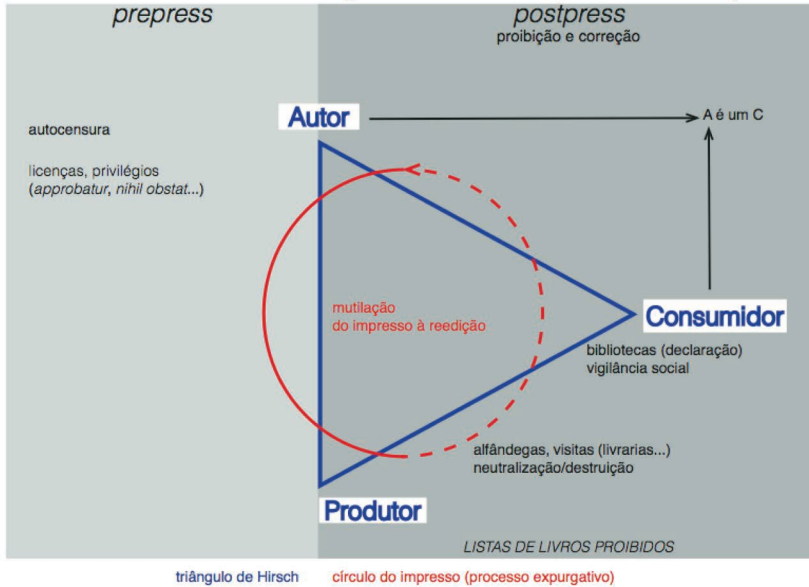 prepress
postpress
proibição e correção
Autor
A é um C
autocensura
licenças, privilégios
(approbatur, nihil obstat...)
mutilação
do impresso à reedição
Consumidor
bibliotecas (declaração)
vigilância social
alfândegas, visitas (livrarias...)
neutralização/destruição
Produtor
LISTAS DE LIVROS PROIBIDOS
triângulo de Hirsch
círculo do impresso (processo expurgativo)